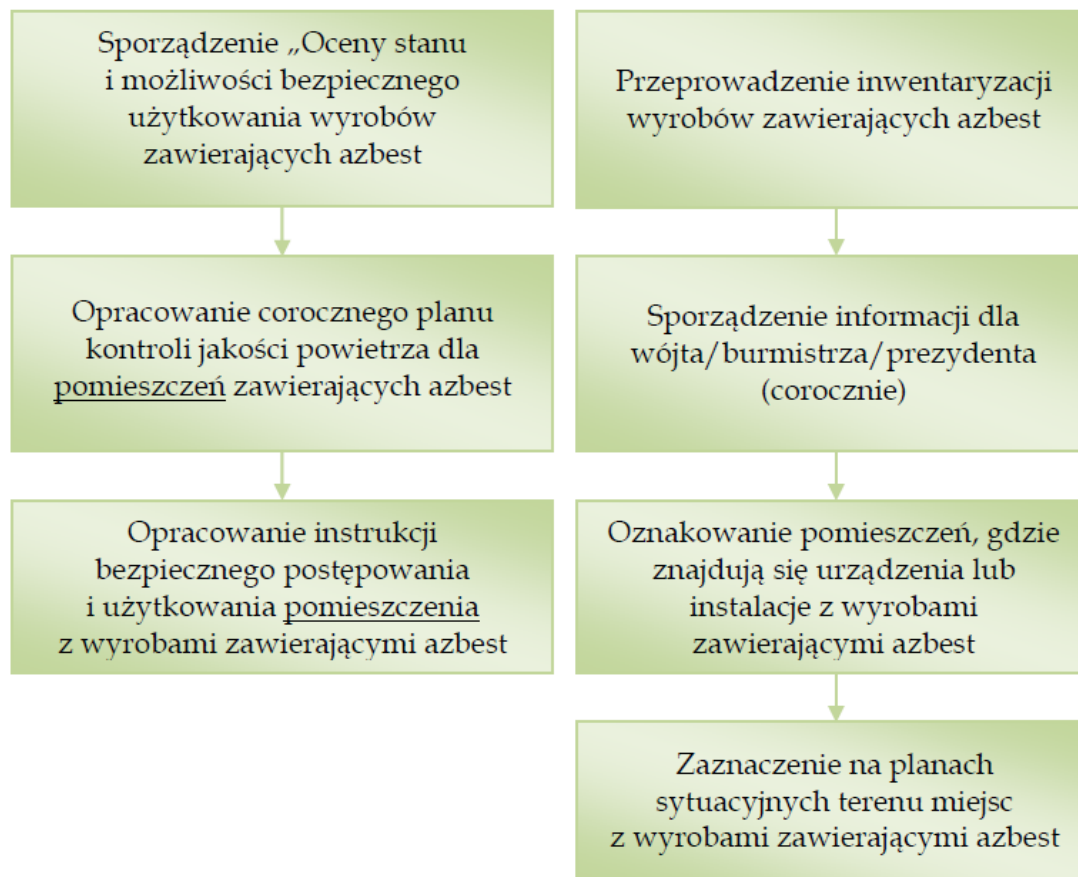 Sporządzenie „Oceny stanu
i możliwości bezpiecznego
użytkowania wyrobów
zawierających azbest
Opracowanie corocznego planu
kontroli jakości powietrza dla
pomieszczeń zawierających azbest
Opracowanie instrukcji
bezpiecznego postępowania
i użytkowania pomieszczenia
z wyrobami zawierającymi azbest
Przeprowadzenie inwentaryzacji
wyrobów zawierających azbest
Sporządzenie informacji dla
wójta/burmistrza/prezydenta
(corocznie)
Oznakowanie pomieszczeń, gdzie
znajdują się urządzenia lub
instalacje z wyrobami
zawierającymi azbest
Zaznaczenie na planach
sytuacyjnych terenu miejsc
z wyrobami zawierającymi azbest